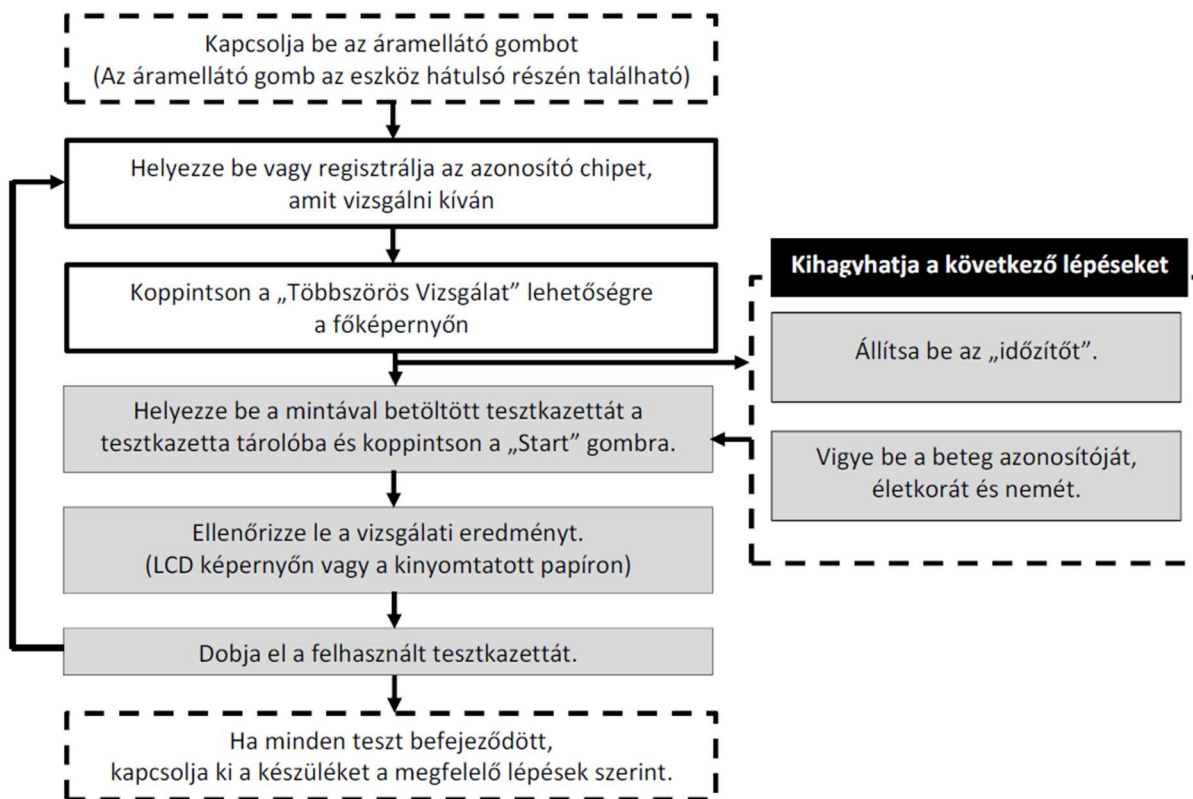 Kapcsolja be az áramellátó gombot
(Az áramellátó gomb az eszköz hátulsó részén található)
Helyezze be vagy regisztrálja az azonosító chipet,
amit vizsgálni kíván
Koppintson a „Többszörös Vizsgálat” lehetőségre
a főképernyőn
Kihagyhatja a következő lépéseket
Állítsa be az „időzítőt”.
Vigye be a beteg azonosítóját,
életkorát és nemét.
Helyezze be a mintával betöltött tesztkazettát a
tesztkazetta tárolóba és koppintson a „Start” gombra.
Ellenőrizze le a vizsgálati eredményt.
(LCD képernyőn vagy a kinyomtatott papíron)
Dobja el a felhasznált tesztkazettát.
Ha minden teszt befejeződött,
kapcsolja ki a készüléket a megfelelő lépések szerint.